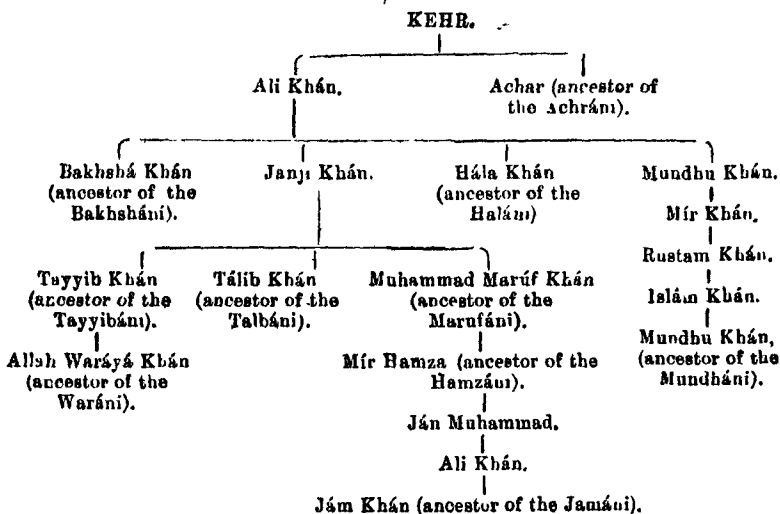 KEHR.
Ali Khán.
Achar (ancestor of
the Achráni).
Bakhshá Khán
(ancestor of the
Bakhsháni).
Janji Khán.
Hála Khán
(ancestor of the
Haláni)
Mundhu Khán.
Mír Khán.
Rustam Khán.
Islám Khán.
Mundhu Khán,
(ancestor of the
Mundháni).
Tayyib Khán
(ancestor of the
Tayyibáni).
Allah Waráyá Khán
(ancestor of the
Waráni).
Tálib Khán
(ancestor of the
Talbáni).
Muhammad Marúf Khán
(ancestor of the
Marufáni).
Mír Hamza (ancestor of the
Hamzáni).
Ján Muhammad.
Ali Khán.
Jám Khán (ancestor of the Jamáni).